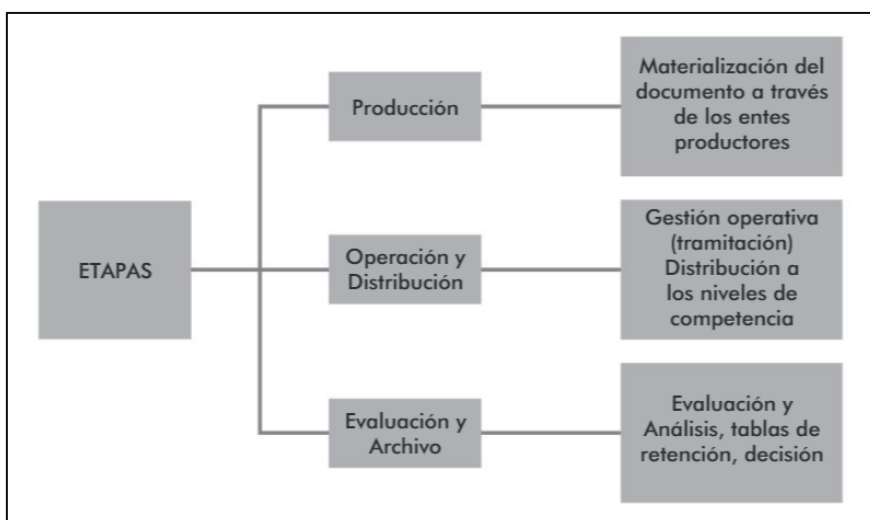 ETAPAS
Producción
Materialización del
documento a través
de los entes
productores
Operación y
Distribución
Gestión operativa
(tramitación)
Distribución a
los niveles de
competencia
Evaluación y
Archivo
Evaluación y
Análisis, tablas de
retención, decisión